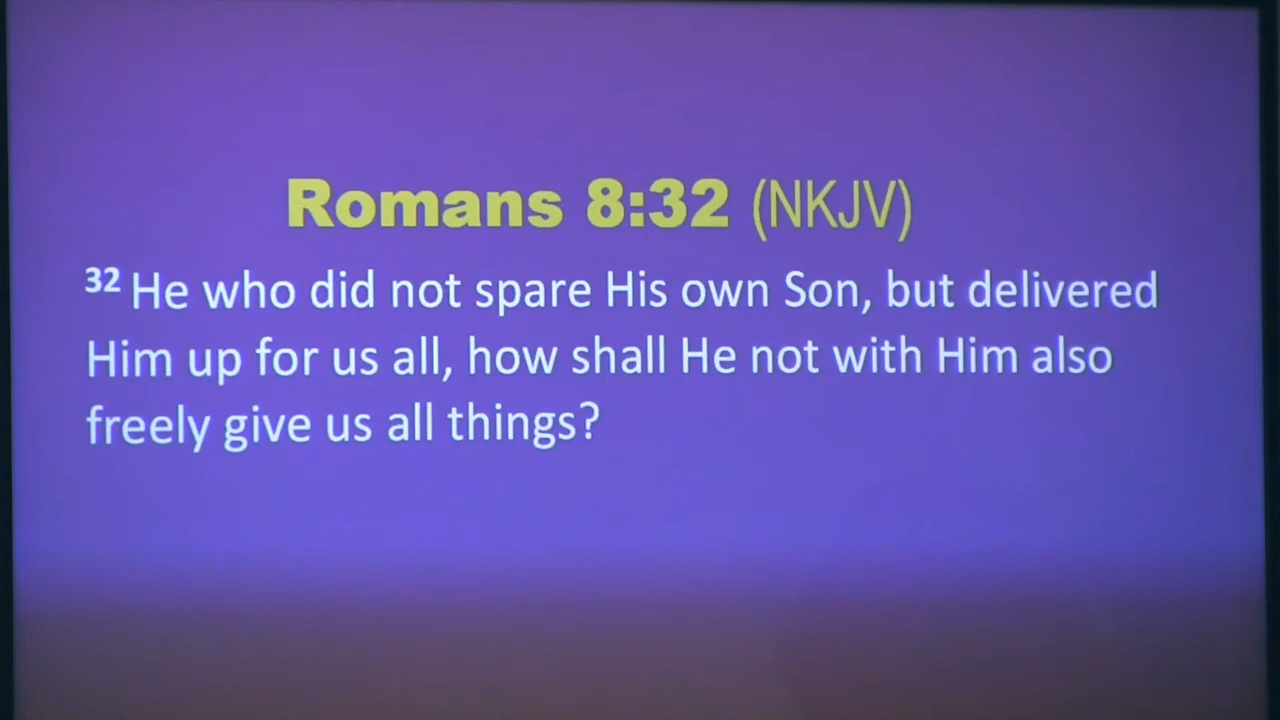 Romans 8:32 (NKJV)
32 He who did not spare His own Son, but delivered
Him up for us all, how shall He not with Him also
freely give us all things?